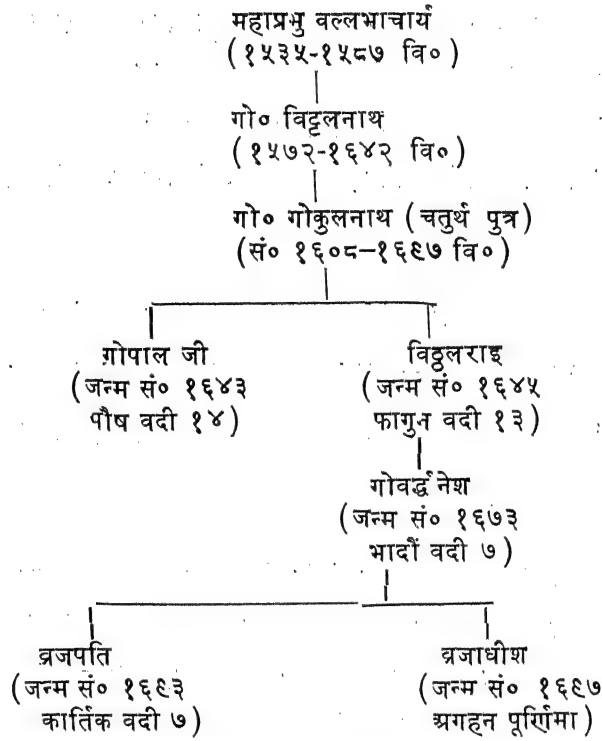 महाप्रभु वल्लभाचार्य
(१५३५-१५८७ वि०)
गो० विट्ठलनाथ
(१५७२-१६४२ वि०)
गो० गोकुलनाथ (चतुर्थ पुत्र)
(सं० १६०८–१६९७ वि०)
गोपाल जी
(जन्म सं० १६४३
पौष वदी १४)
विठ्ठलराइ
(जन्म सं० १६४५
फागुन वदी १३)
गोवर्द्धनेश
(जन्म सं० १६७३
भादौं वदी ७)
व्रजपति
(जन्म सं० १६९३
कार्तिक वदी ७)
व्रजाधीश
(जन्म सं० १६९७
अगहन पूर्णिमा)